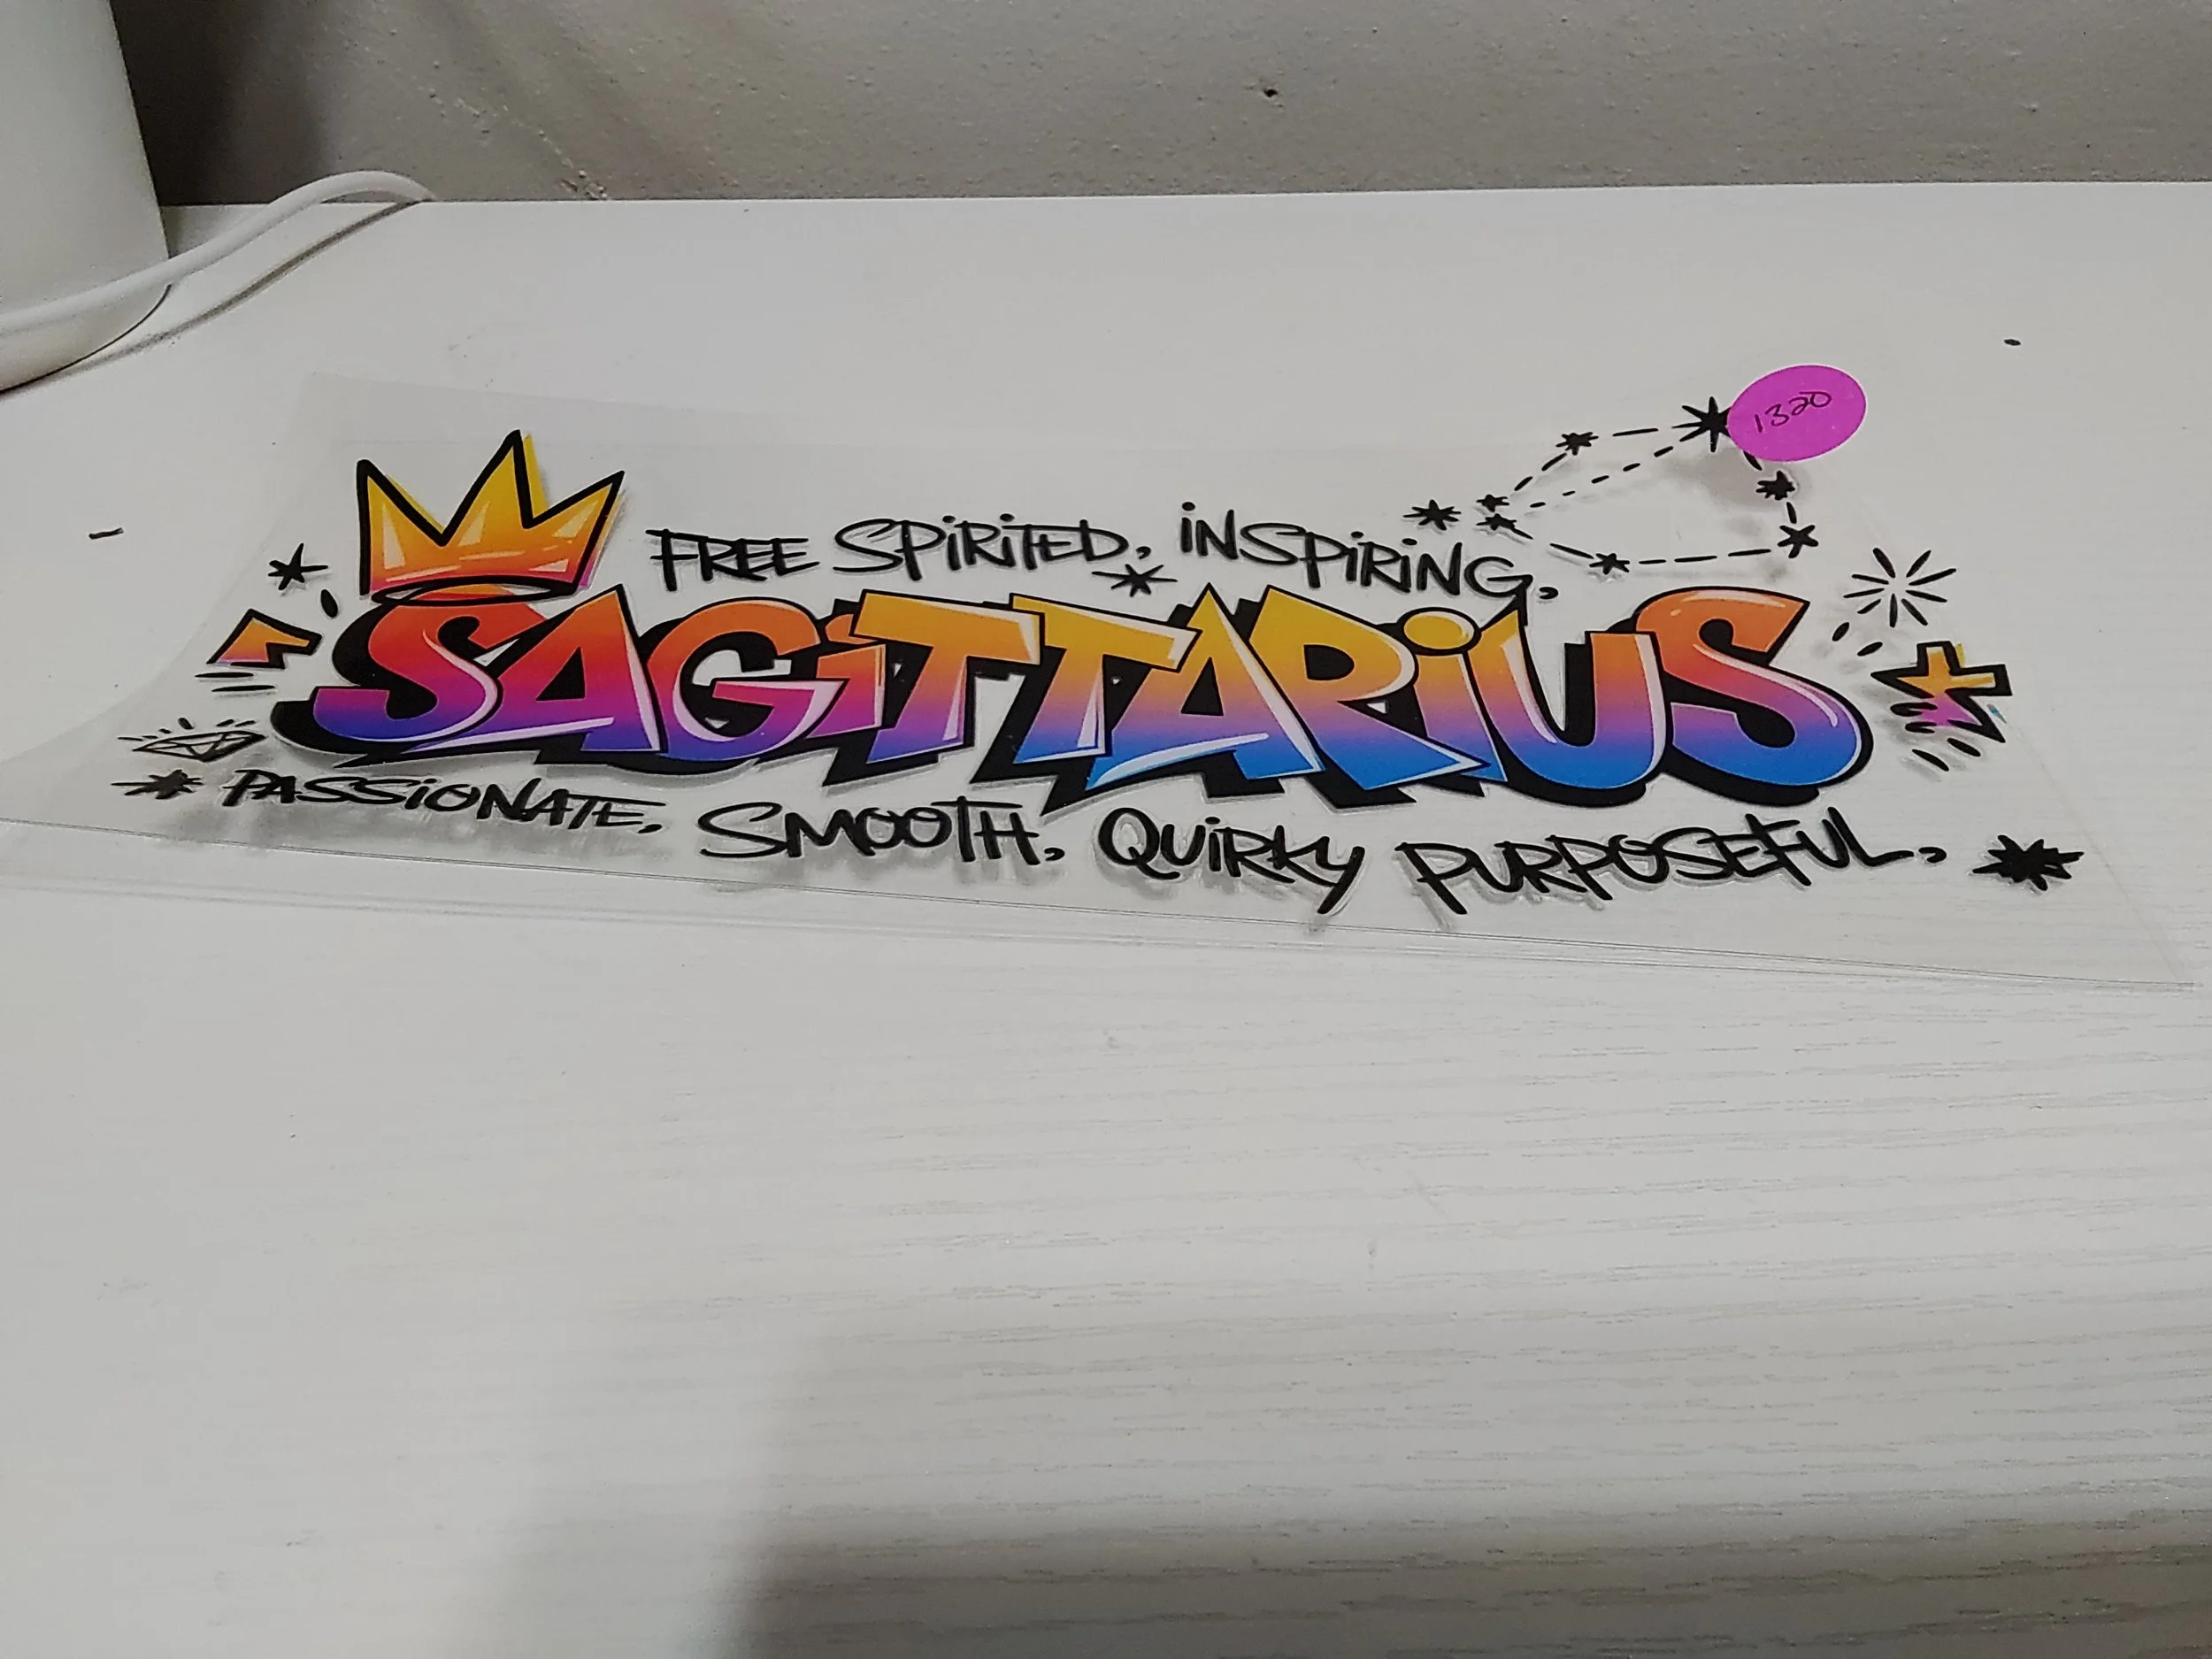 1320
FREE SPiRiTED, iNSPiRiNG,
SAGiTTARiUS
PASSiONATE, SMOOTH, QUiRKY PURPOSEFUL,